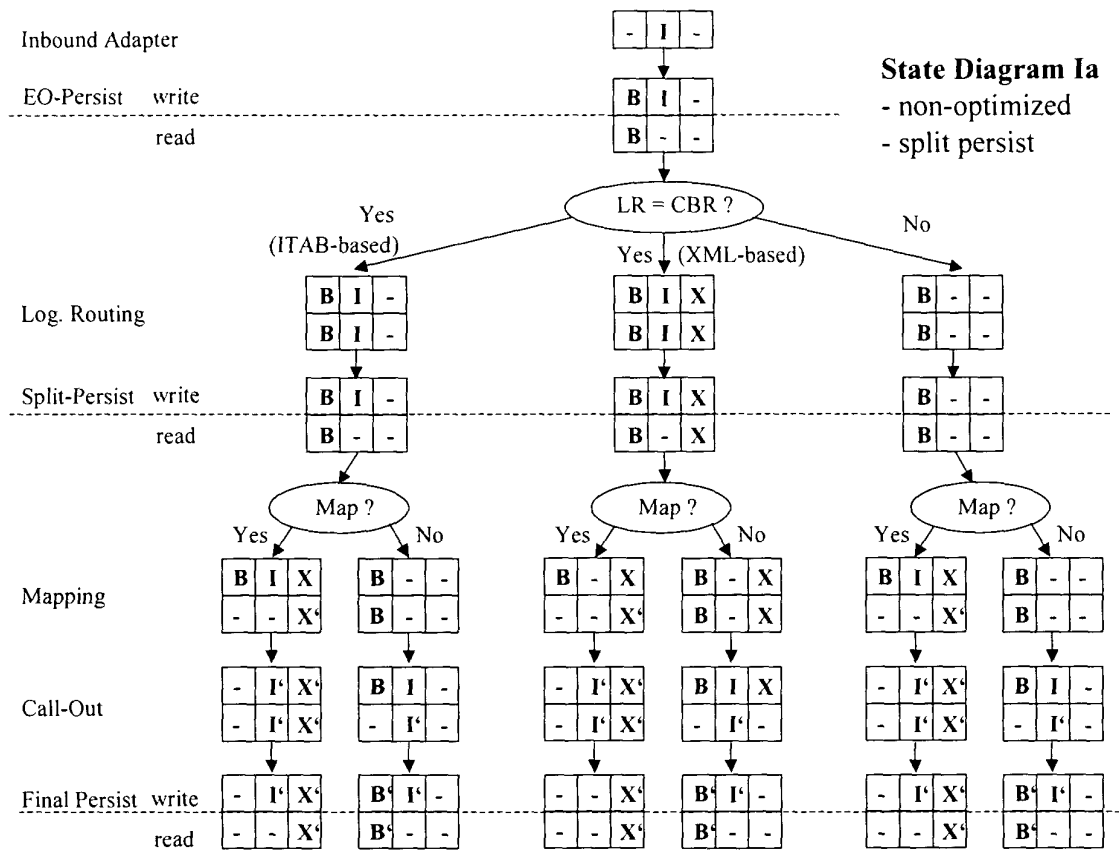 Inbound Adapter - I -
State Diagram Ia
EO-Persist write B I -
- non-optimized
read B - -
- split persist
LR = CBR ?
Yes No
(ITAB-based) Yes (XML-based)
B I - B I X B - -
Log. Routing
B I - B I X B - -
Split-Persist write B I - B I X B - -
read B - - B - X B - -
Map ? Map ? Map ?
Yes No Yes No Yes No
B I X B - - B - X B - X B I X B - -
Mapping
- - X‘ B - - - - X‘ B - X - - X‘ B - -
- I‘ X‘ B I - - I‘ X‘ B I X - I‘ X‘ B I -
Call-Out
- I‘ X‘ - I‘ - - I‘ X‘ - I‘ - - I‘ X‘ - I‘ -
Final Persist write - I‘ X‘ B‘ I‘ - - - X‘ B‘ I‘ - - I‘ X‘ B‘ I‘ -
read - - X‘ B‘ - - - - X‘ B‘ - - - - X‘ B‘ - -